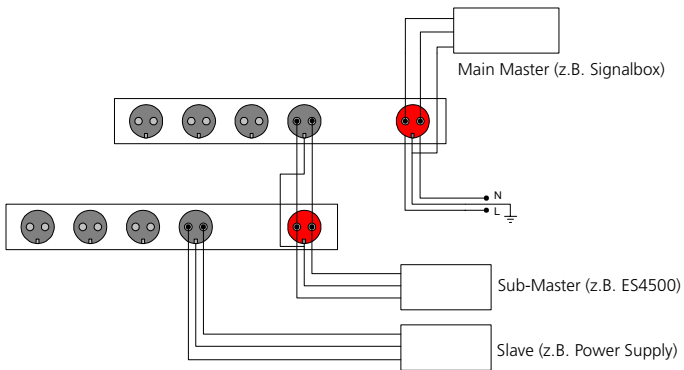 Main Master (z.B. Signalbox)
N
L
Sub-Master (z.B. ES4500)
Slave (z.B. Power Supply)